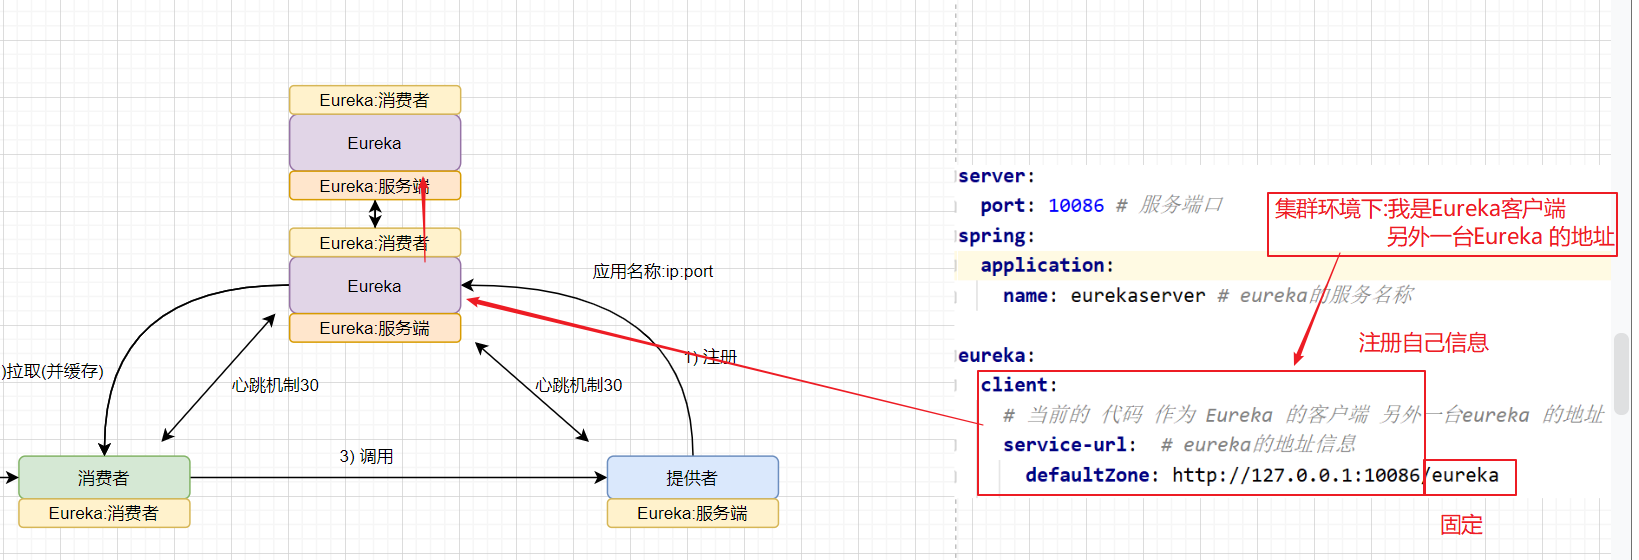 Eureka:消费者
Eureka
Eureka:服务端
Eureka:消费者
Eureka
Eureka:服务端
应用名称:ip:port
1) 注册
)拉取(并缓存)
心跳机制30
心跳机制30
3) 调用
消费者
Eureka:消费者
提供者
Eureka:服务端
server:
port: 10086 # 服务端口
spring:
application:
name: eurekaserver # eureka的服务名称
集群环境下:我是Eureka客户端
另外一台Eureka 的地址
注册自己信息
eureka:
client:
# 当前的 代码 作为 Eureka 的客户端 另外一台eureka 的地址
service-url: # eureka的地址信息
defaultZone: http://127.0.0.1:10086/eureka
固定